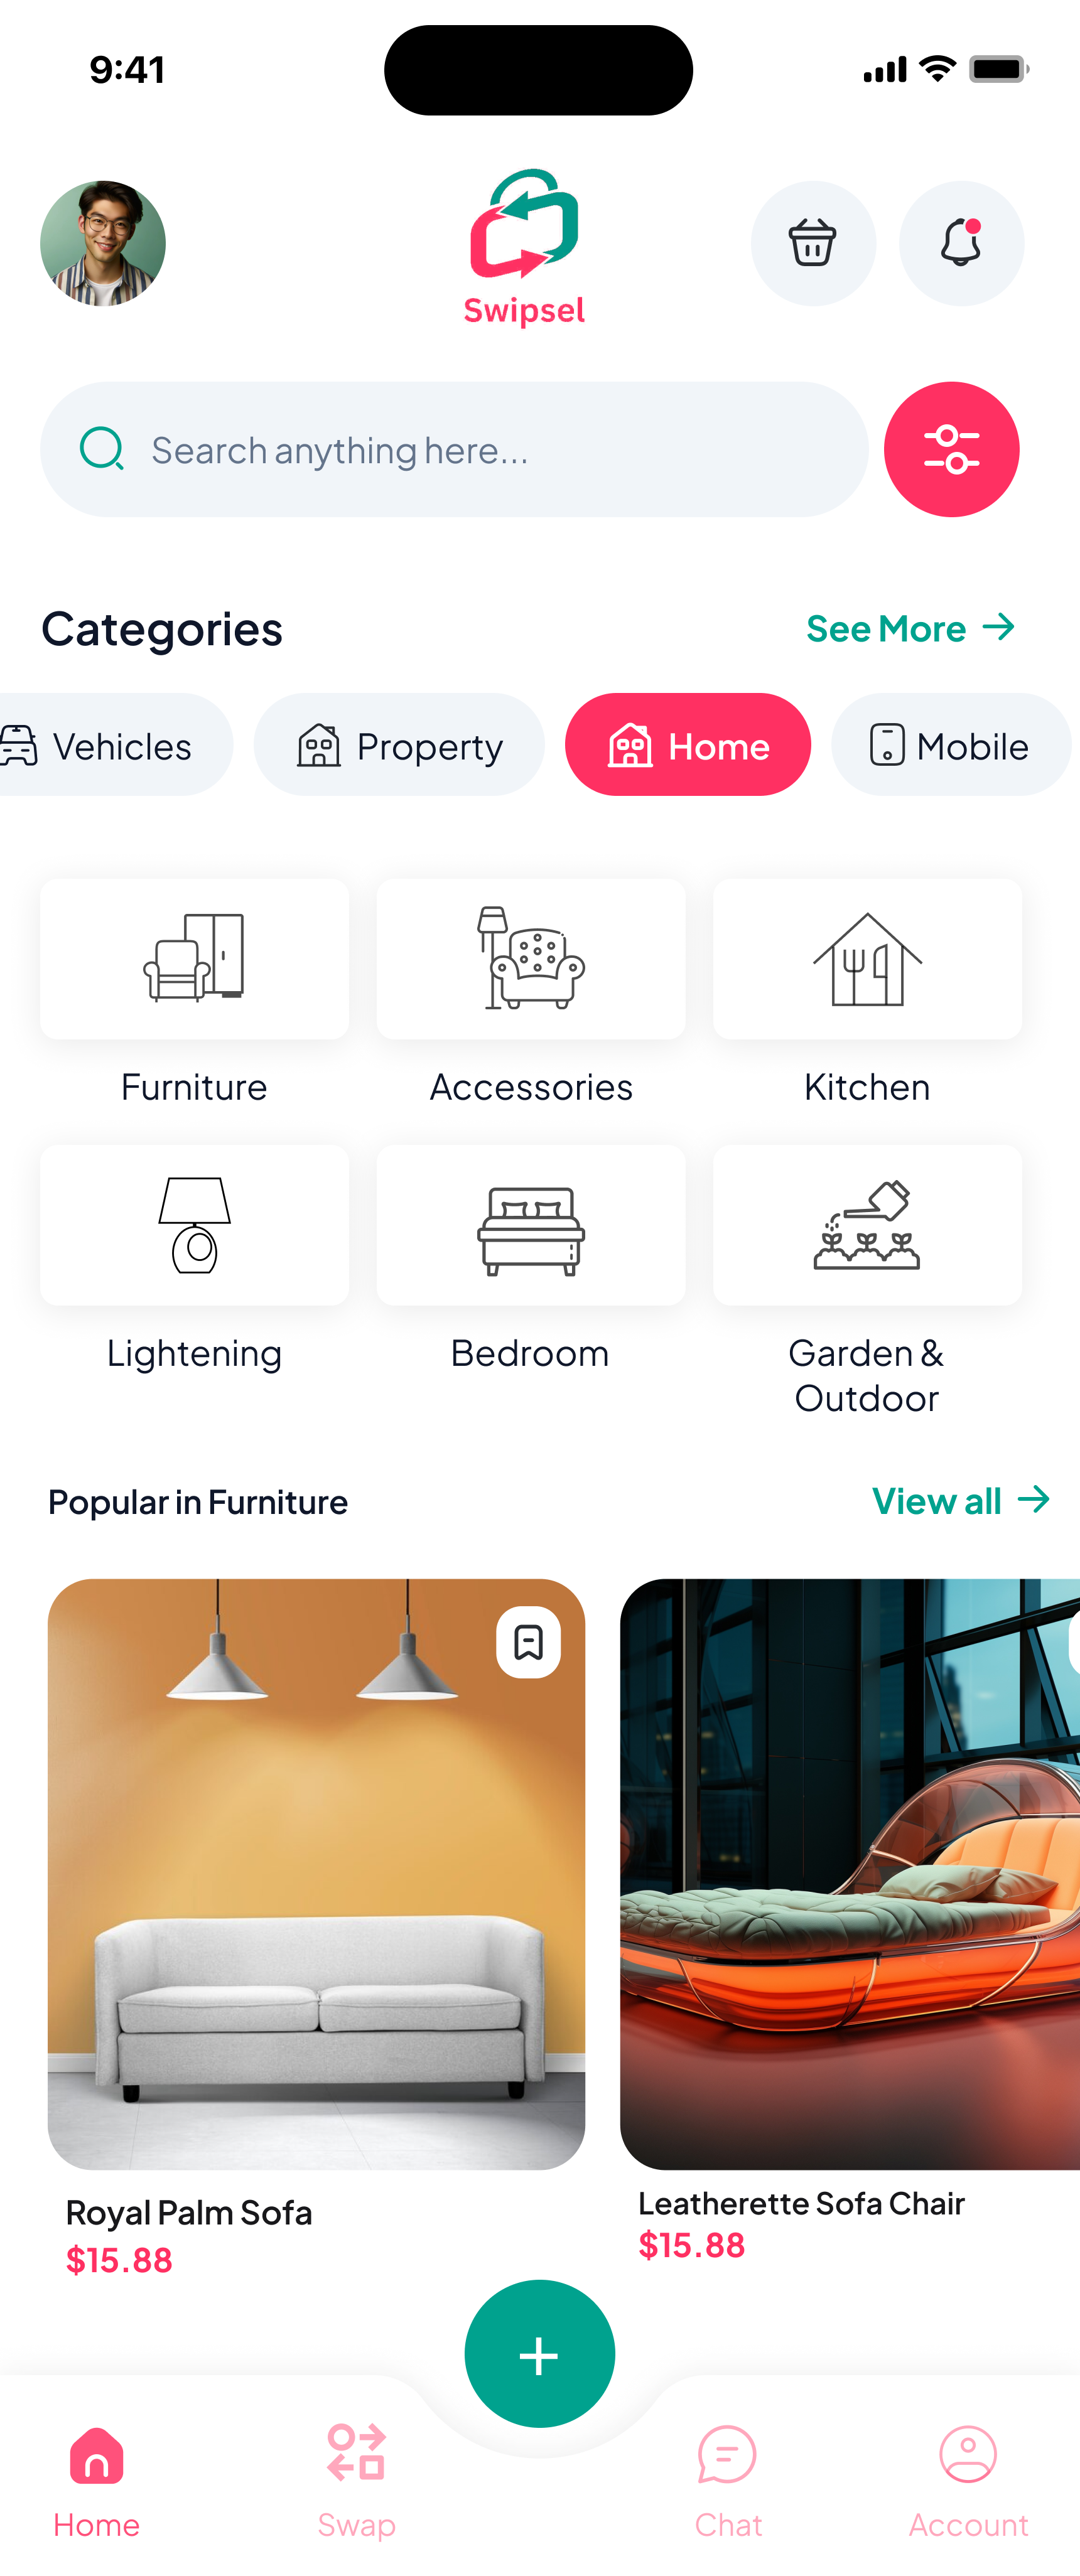 9:41
Swipsel
Search anything here...
Categories
See More
Vehicles
Property
Home
Mobile
Furniture
Accessories
Kitchen
Lightening
Bedroom
Garden &
Outdoor
Popular in Furniture
View all
Royal Palm Sofa
$15.88
Leatherette Sofa Chair
$15.88
Home
Swap
Chat
Account